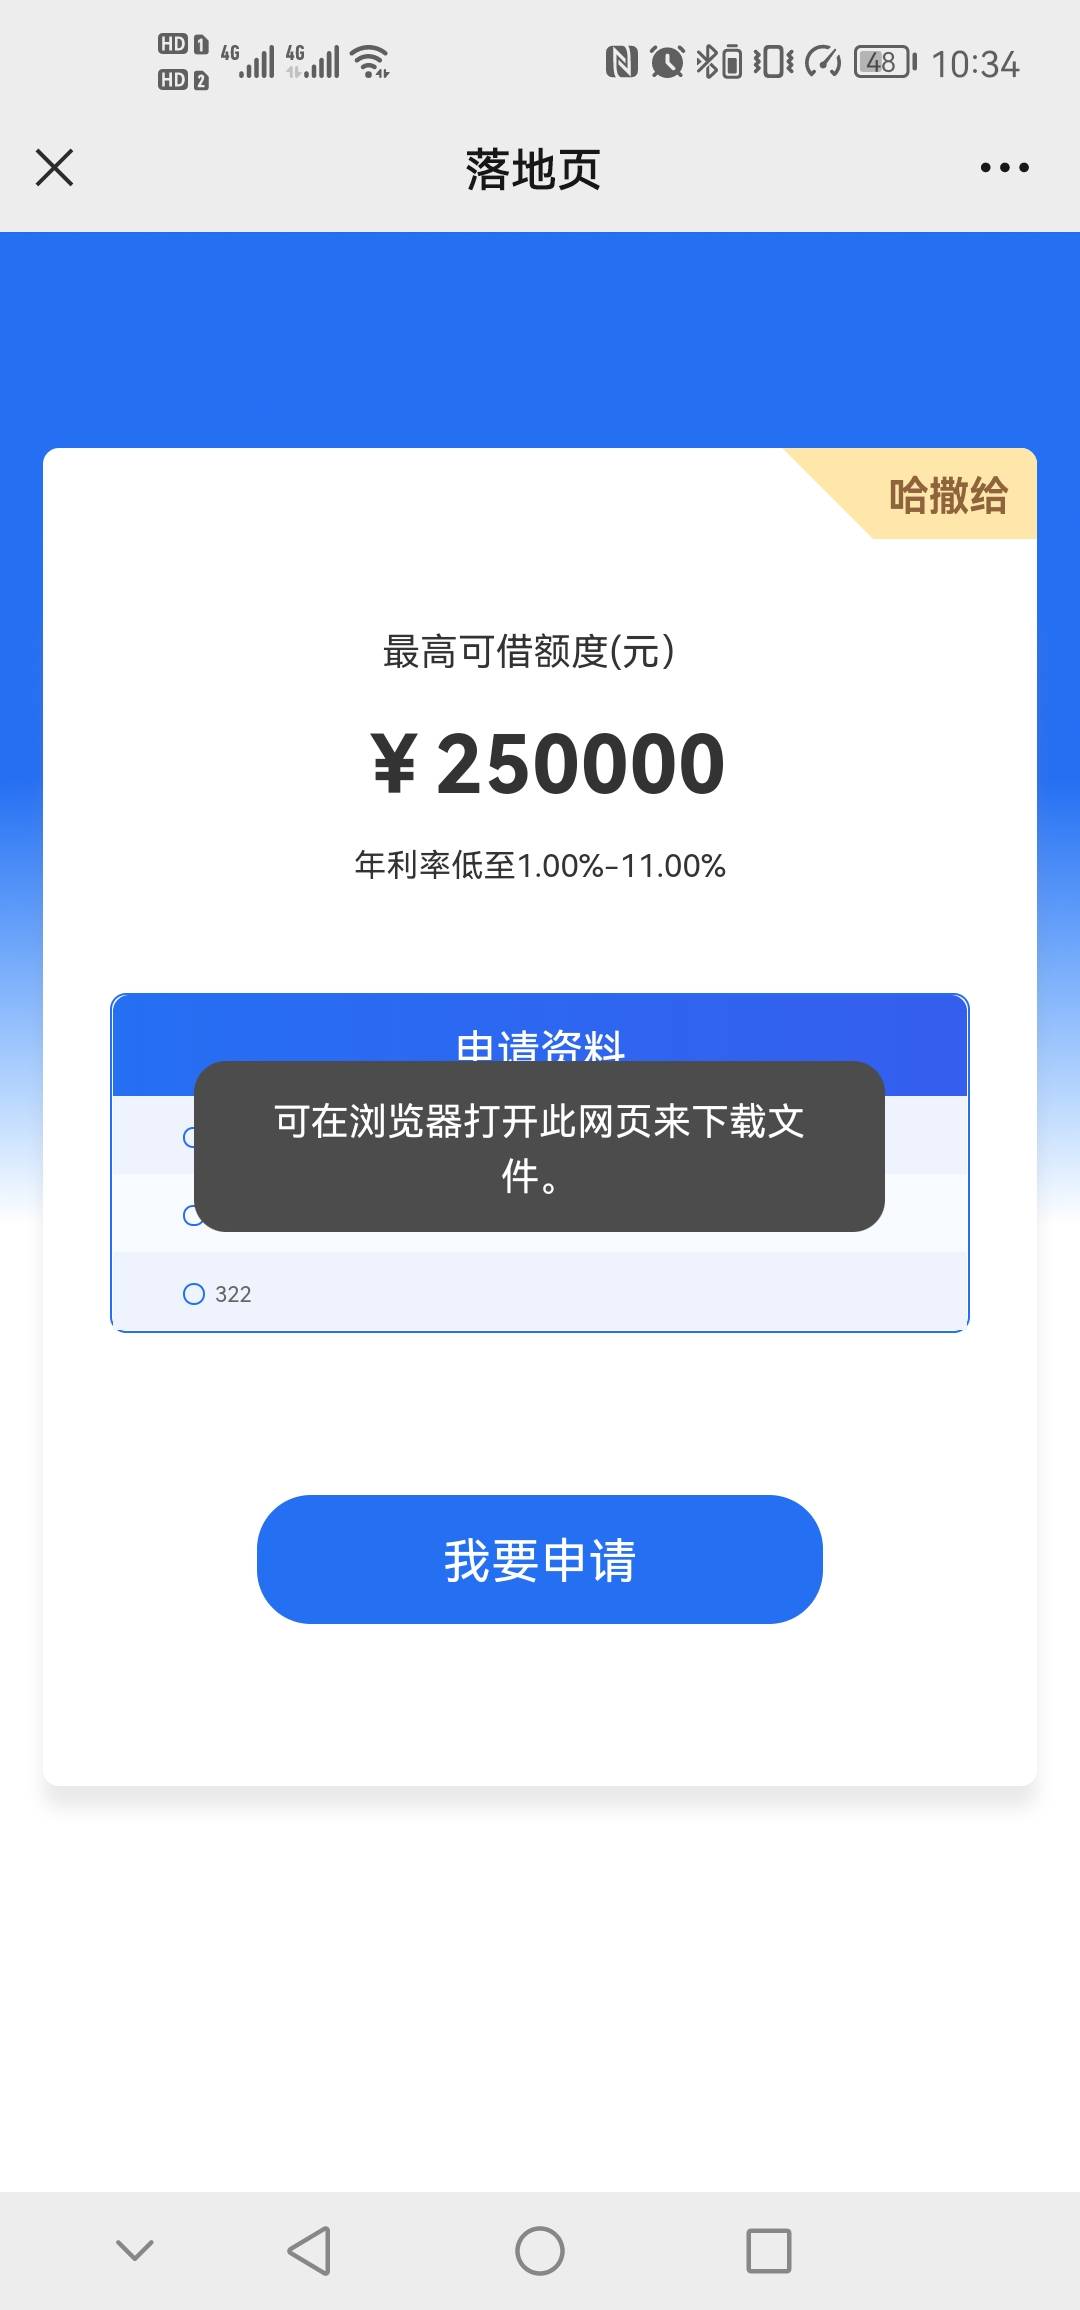 HD 1 4G 4G
HD 2
48 10:34
落地页
哈撒给
最高可借额度(元)
¥250000
年利率低至1.00%-11.00%
申请资料
可在浏览器打开此网页来下载文
件。
322
我要申请